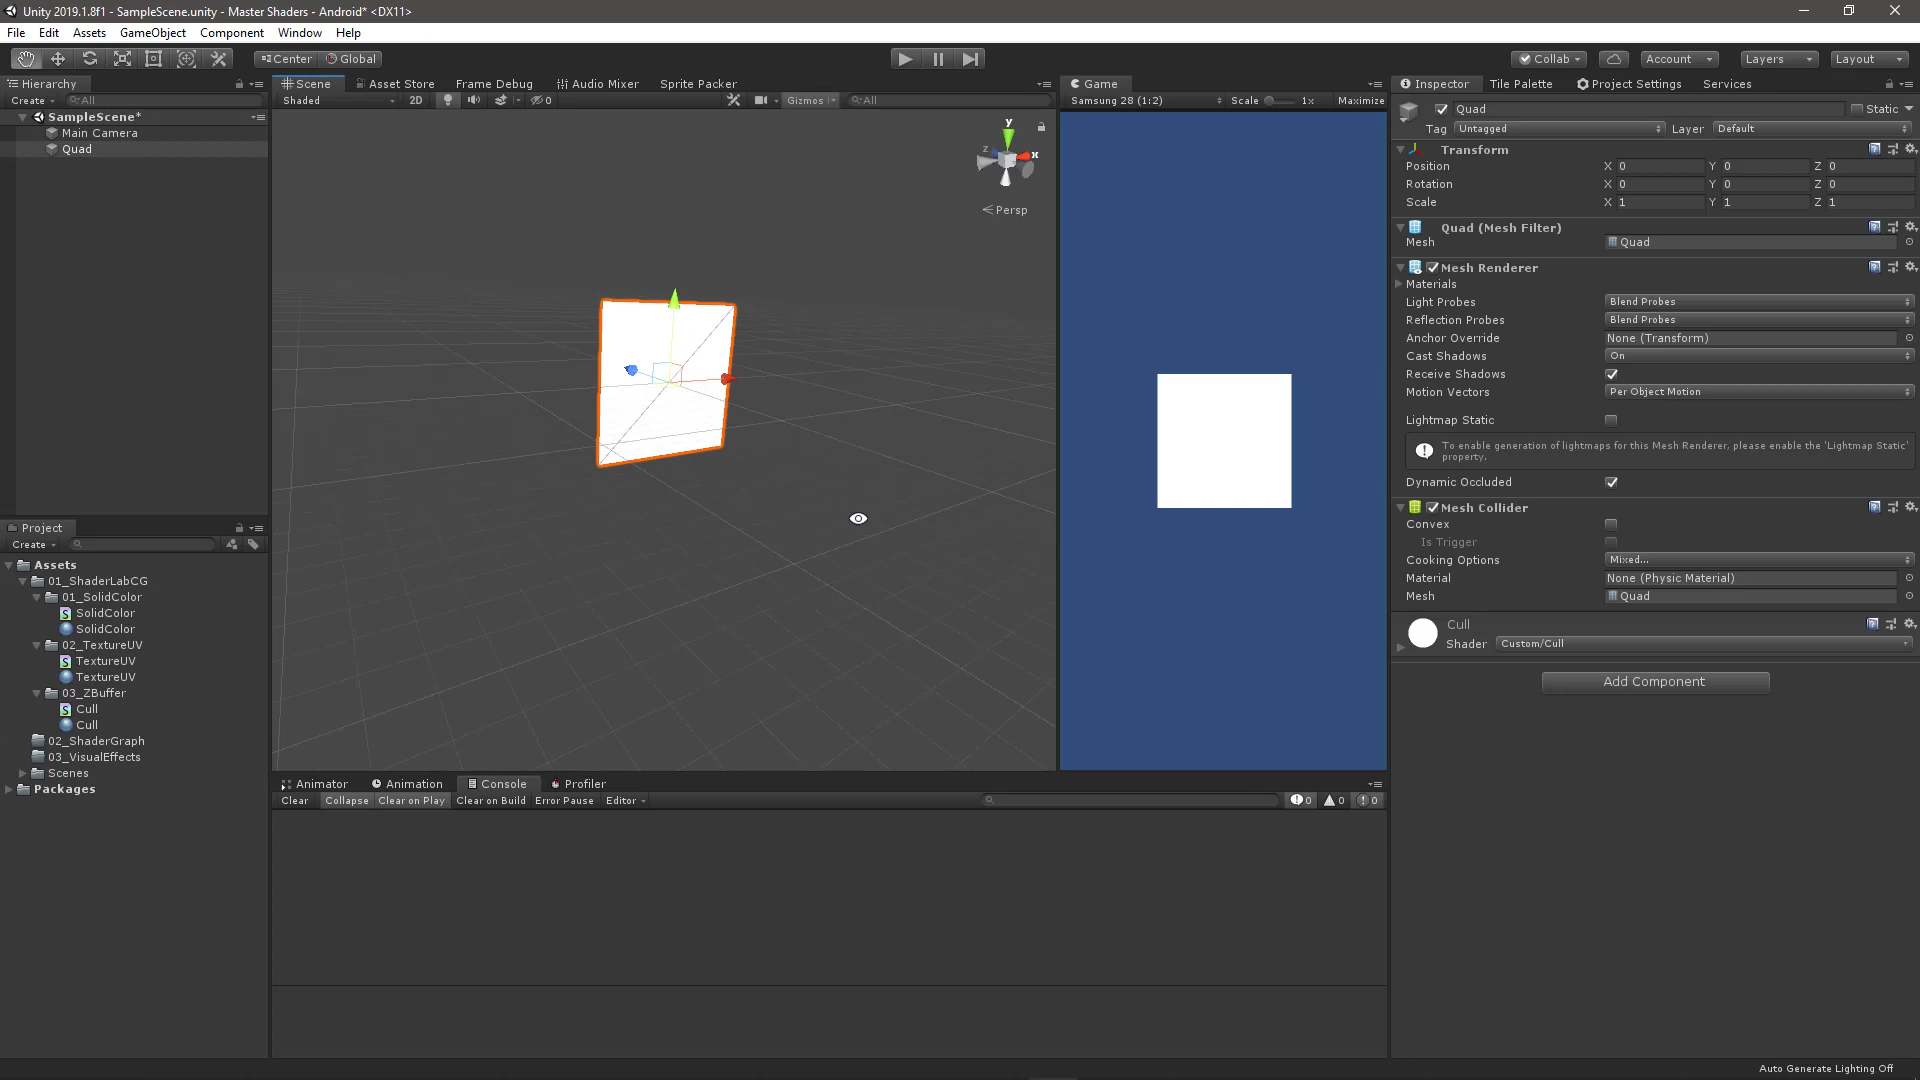 Unity 2019.1.8f1 - SampleScene.unity - Master Shaders - Android* <DX11>
File Edit Assets GameObject Component Window Help
Center Global
Collab Account Layers Layout
Hierarchy
Create All
SampleScene*
Main Camera
Quad
Scene Asset Store Frame Debug Audio Mixer Sprite Packer
Shaded 2D 0 Gizmos All
y
z x
Persp
Game
Samsung 28 (1:2) Scale 1x Maximize
Inspector Tile Palette Project Settings Services
Quad Static
Tag Untagged Layer Default
Transform
Position X 0 Y 0 Z 0
Rotation X 0 Y 0 Z 0
Scale X 1 Y 1 Z 1
Quad (Mesh Filter)
Mesh Quad
Mesh Renderer
Materials
Light Probes Blend Probes
Reflection Probes Blend Probes
Anchor Override None (Transform)
Cast Shadows On
Receive Shadows
Motion Vectors Per Object Motion
Lightmap Static
To enable generation of lightmaps for this Mesh Renderer, please enable the 'Lightmap Static'
property.
Dynamic Occluded
Mesh Collider
Convex
Is Trigger
Cooking Options Mixed...
Material None (Physic Material)
Mesh Quad
Cull
Shader Custom/Cull
Add Component
Project
Create
Assets
01_ShaderLabCG
01_SolidColor
SolidColor
SolidColor
02_TextureUV
TextureUV
TextureUV
03_ZBuffer
Cull
Cull
02_ShaderGraph
03_VisualEffects
Scenes
Packages
Animator Animation Console Profiler
Clear Collapse Clear on Play Clear on Build Error Pause Editor 0 0 0
Auto Generate Lighting Off